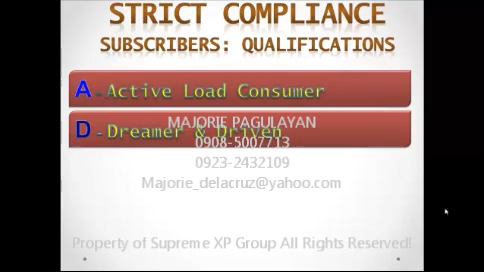 STRICT COMPLIANCE
SUBSCRIBERS: QUALIFICATIONS
A - Active Load Consumer
D - Dreamer & Driven
MAJORIE PAGULAYAN
0908-5007713
0923-2432109
Majorie_delacruz@yahoo.com
Property of Supreme XP Group All Rights Reserved!